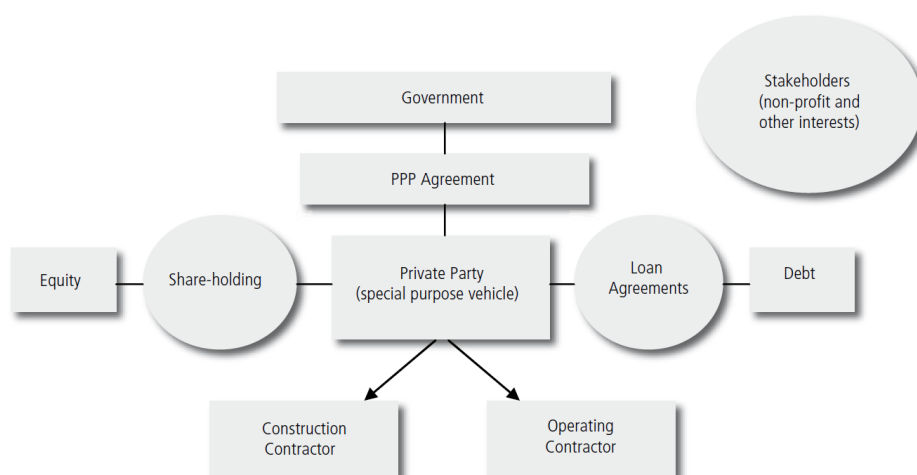 Government
Stakeholders
(non-profit and
other interests)
PPP Agreement
Equity
Share-holding
Private Party
(special purpose vehicle)
Loan
Agreements
Debt
Construction
Contractor
Operating
Contractor